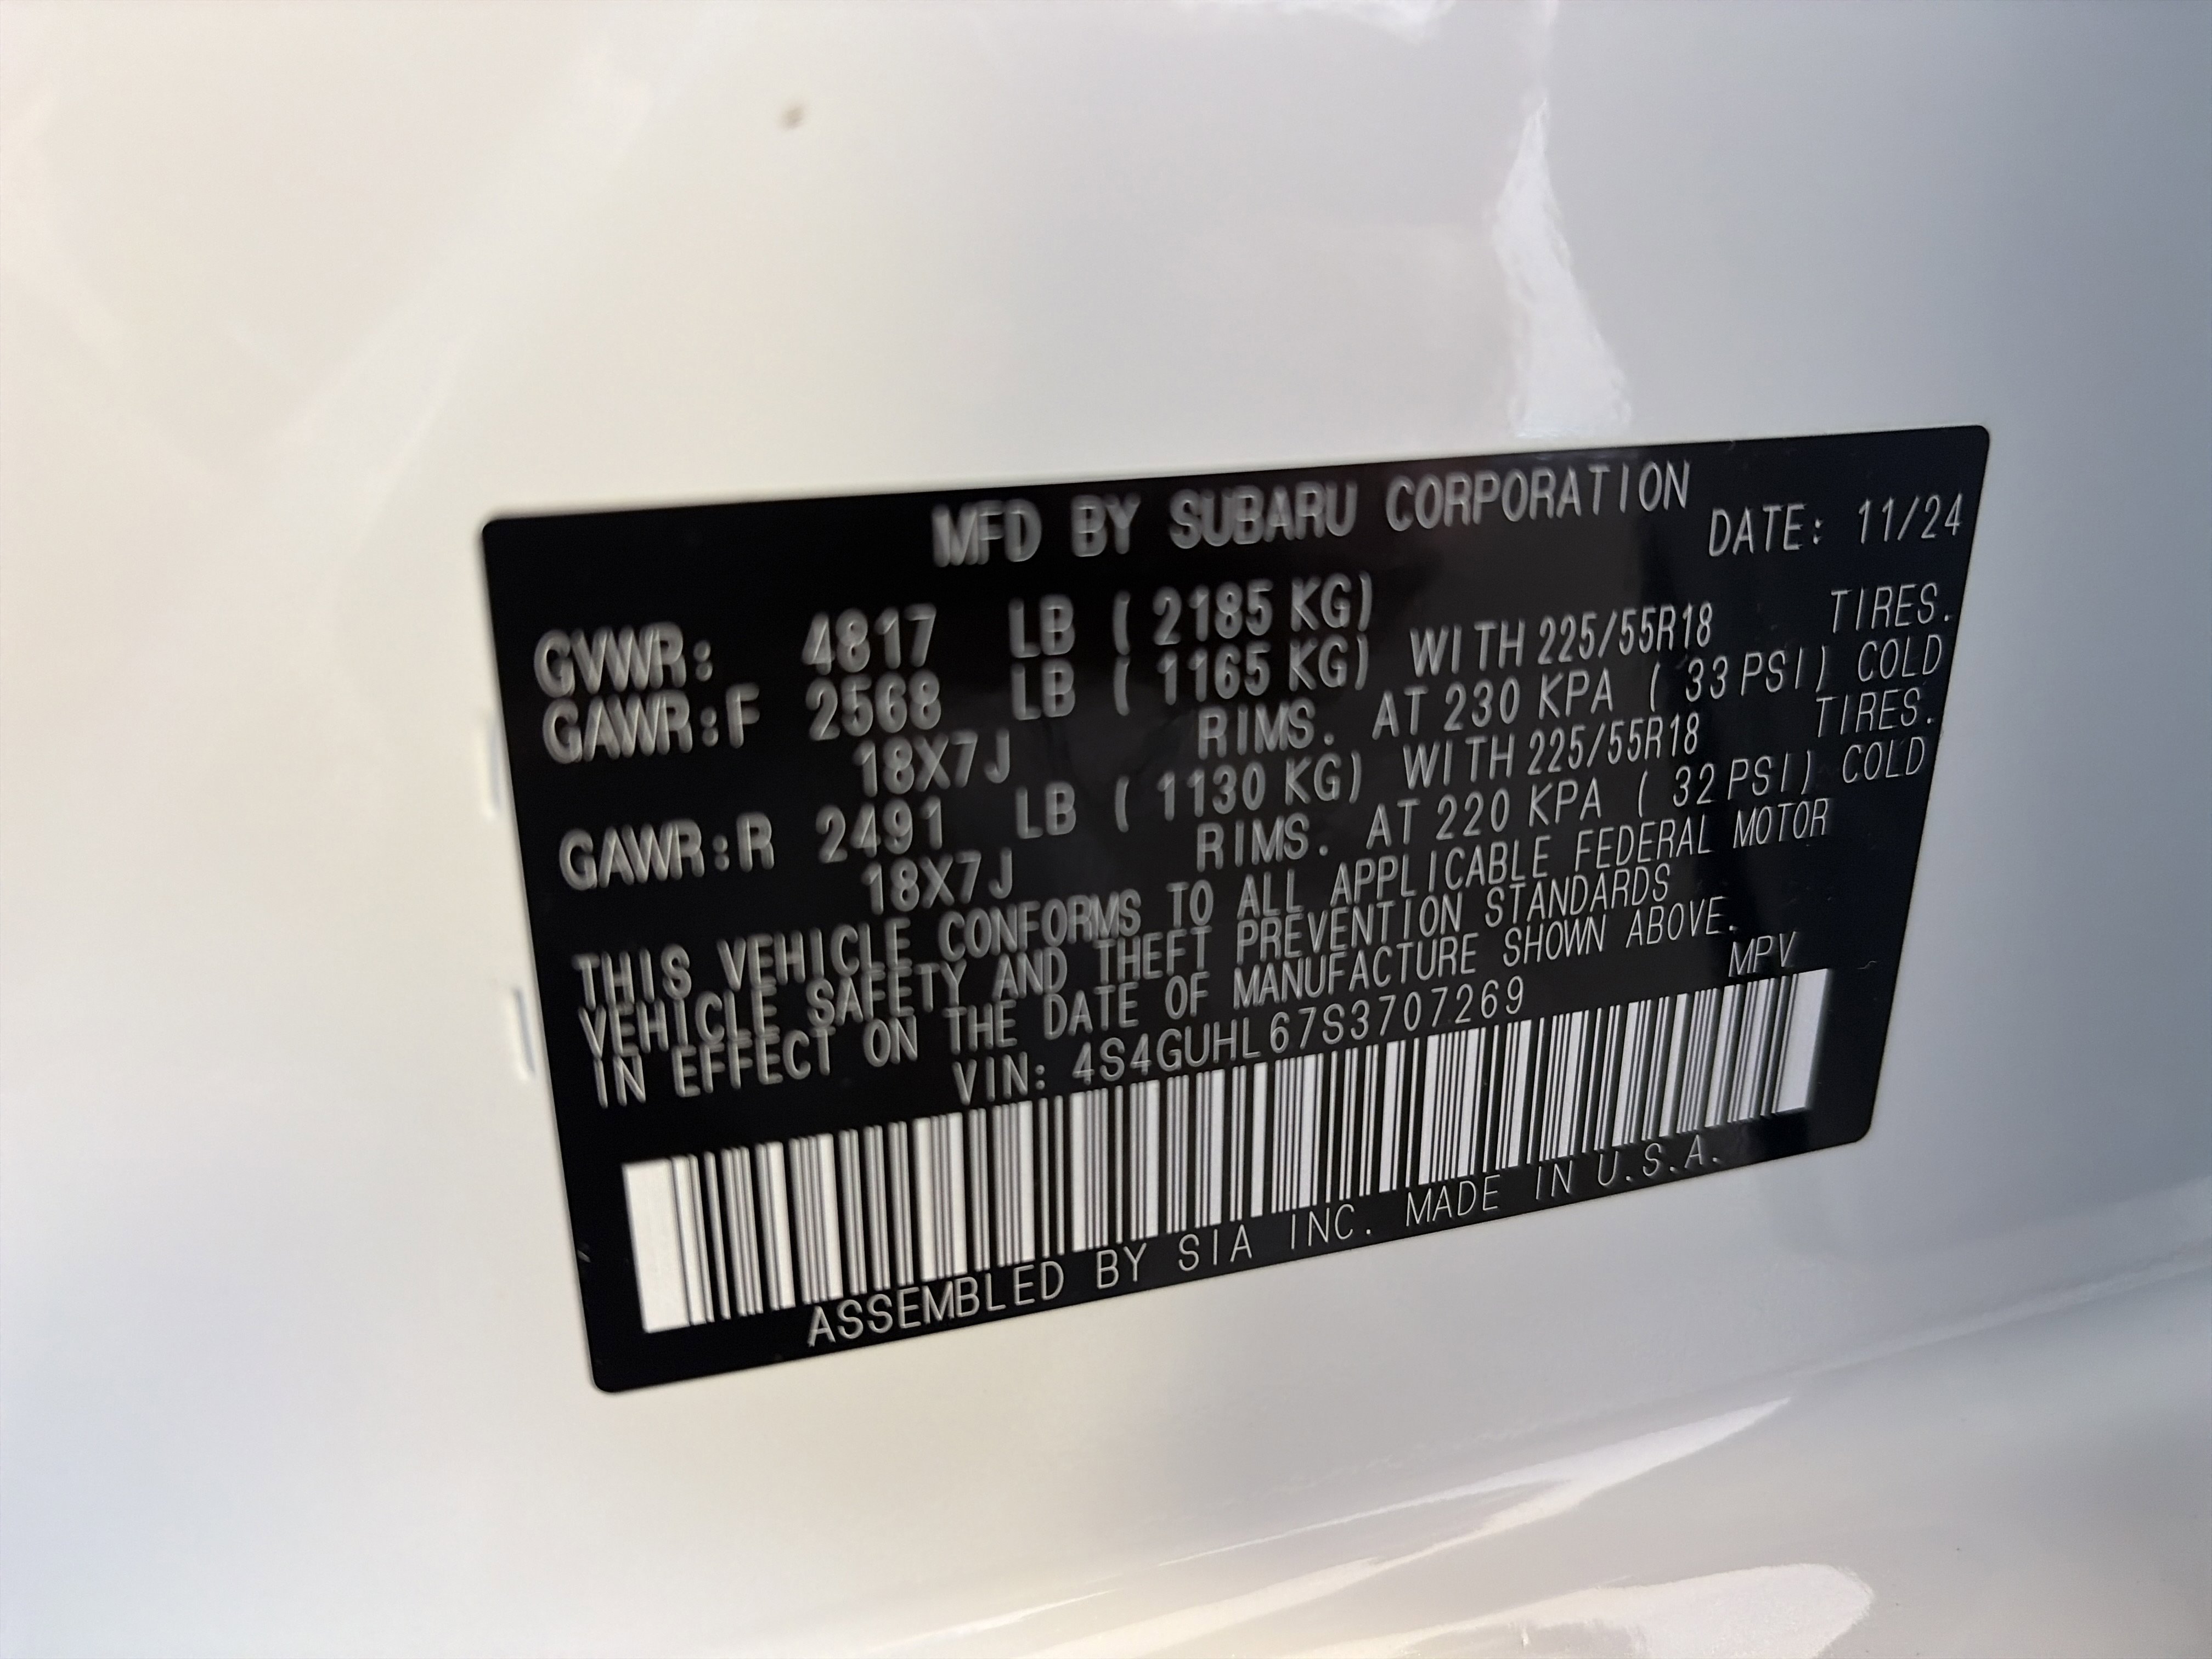 MFD BY SUBARU CORPORATION
DATE: 11/24
GVWR: 4817 LB ( 2185 KG)
GAWR:F 2568 LB ( 1165 KG) WITH 225/55R18 TIRES.
18X7J RIMS. AT 230 KPA ( 33 PSI) COLD
GAWR:R 2491 LB ( 1130 KG) WITH 225/55R18 TIRES.
18X7J RIMS. AT 220 KPA ( 32 PSI) COLD
THIS VEHICLE CONFORMS TO ALL APPLICABLE FEDERAL MOTOR
VEHICLE SAFETY AND THEFT PREVENTION STANDARDS
IN EFFECT ON THE DATE OF MANUFACTURE SHOWN ABOVE.
VIN: 4S4GUHL67S3707269 MPV
ASSEMBLED BY SIA INC. MADE IN U.S.A.